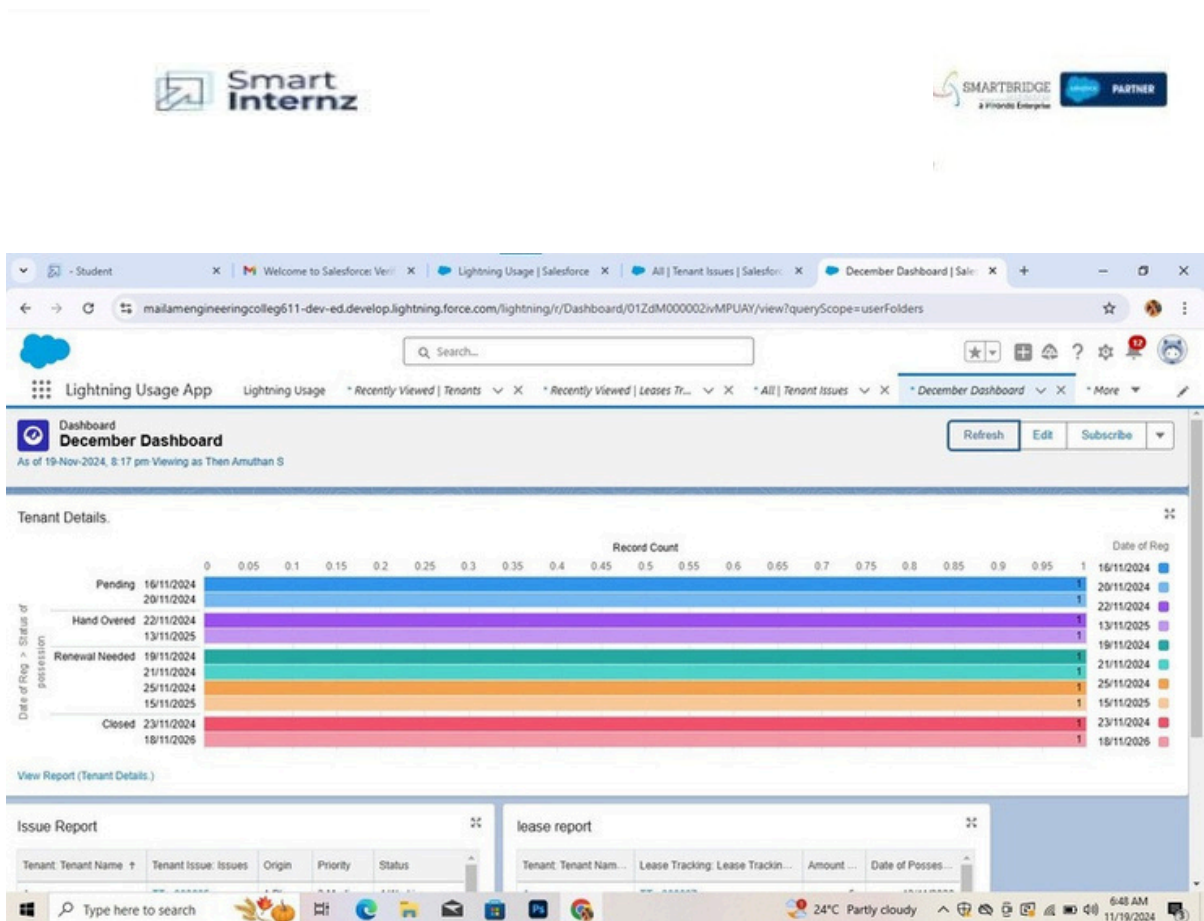 Smart
Internz
SMARTBRIDGE
PARTNER
- Student
Welcome to Salesforce: Veri
Lightning Usage | Salesforce
All | Tenant Issues | Salesforc
December Dashboard | Sale
mailamengineeringcolleg611-dev-ed.develop.lightning.force.com/lightning/r/Dashboard/01ZdM000002ivMPUAY/view?queryScope=userFolders
Search...
12
Lightning Usage App
Lightning Usage
* Recently Viewed | Tenants
* Recently Viewed | Leases Tr...
* All | Tenant Issues
* December Dashboard
* More
Dashboard
December Dashboard
As of 19-Nov-2024, 8:17 pm Viewing as Then Amuthan S
Refresh
Edit
Subscribe
Tenant Details.
Record Count
0 0.05 0.1 0.15 0.2 0.25 0.3 0.35 0.4 0.45 0.5 0.55 0.6 0.65 0.7 0.75 0.8 0.85 0.9 0.95 1
Date of Reg > Status of
possession
Pending 16/11/2024 1
20/11/2024 1
Hand Overed 22/11/2024 1
13/11/2025 1
Renewal Needed 19/11/2024 1
21/11/2024 1
25/11/2024 1
15/11/2025 1
Closed 23/11/2024 1
18/11/2026 1
Date of Reg
16/11/2024
20/11/2024
22/11/2024
13/11/2025
19/11/2024
21/11/2024
25/11/2024
15/11/2025
23/11/2024
18/11/2026
View Report (Tenant Details.)
Issue Report
Tenant: Tenant Name ↑ Tenant Issue: Issues Origin Priority Status
lease report
Tenant: Tenant Nam... Lease Tracking: Lease Trackin... Amount ... Date of Posses...
Type here to search
24°C Partly cloudy
6:48 AM
11/19/2024